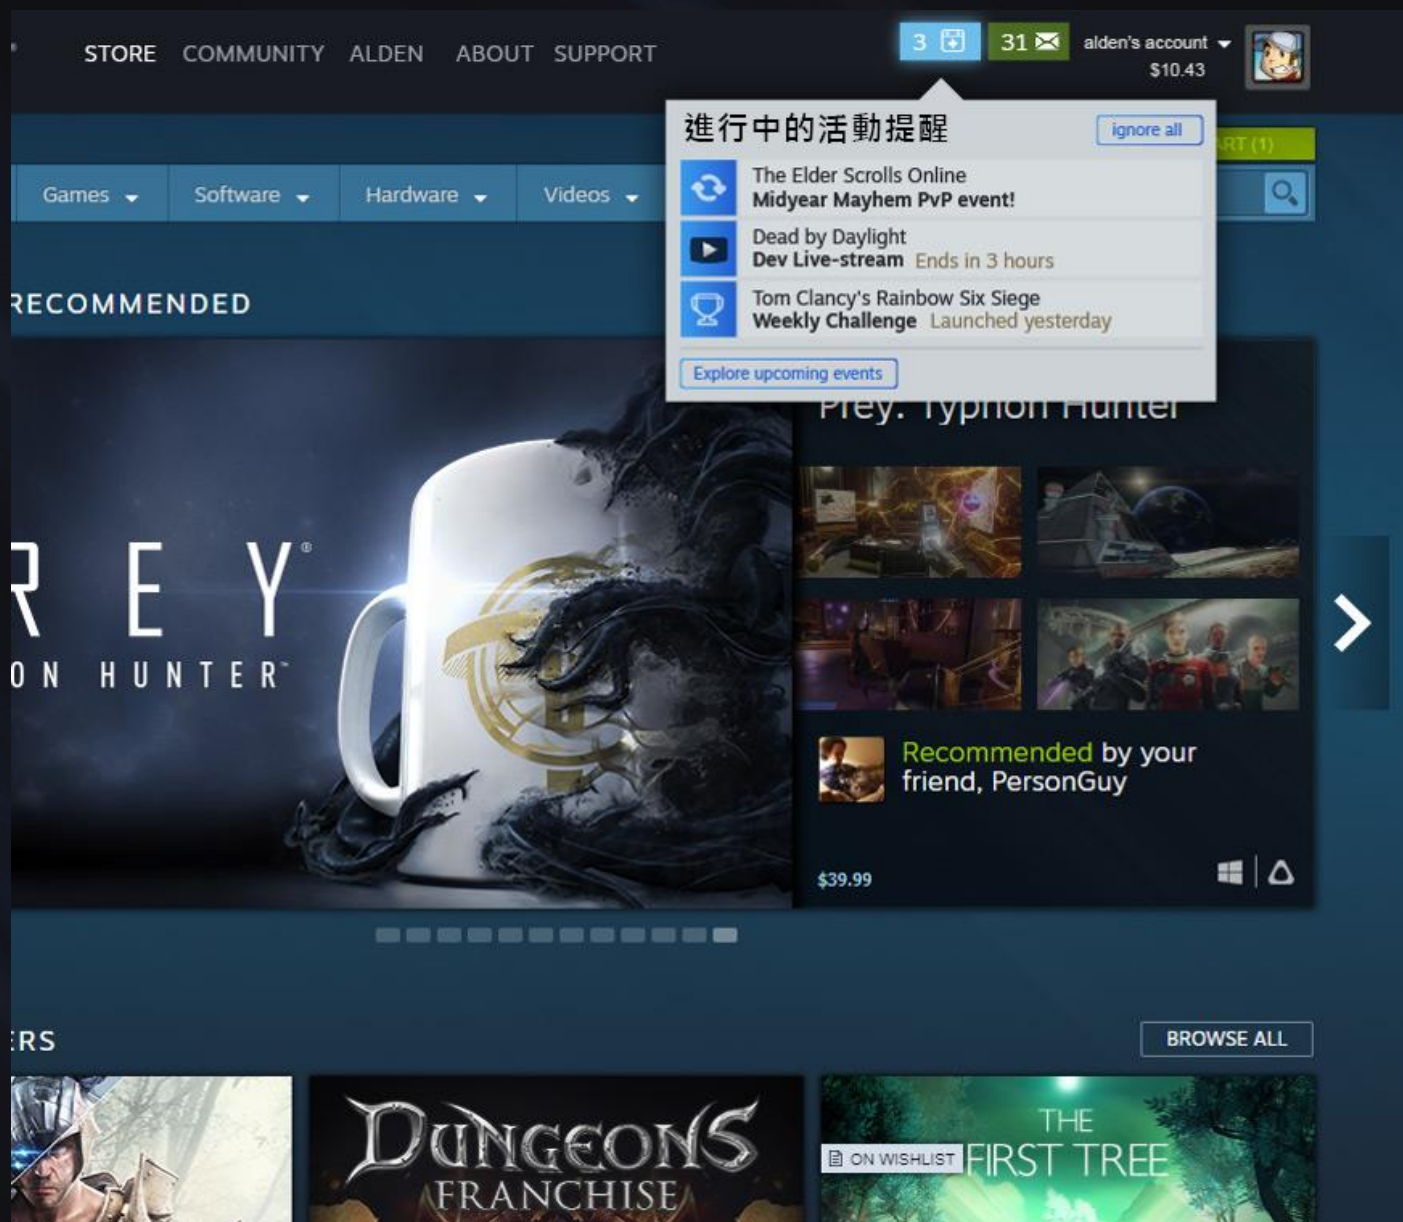 STORE COMMUNITY ALDEN ABOUT SUPPORT
3 31 alden's account
$10.43
進行中的活動提醒 ignore all
ART (1)
Games Software Hardware Videos
The Elder Scrolls Online
Midyear Mayhem PvP event!
Dead by Daylight
Dev Live-stream Ends in 3 hours
Tom Clancy's Rainbow Six Siege
Weekly Challenge Launched yesterday
Explore upcoming events
RECOMMENDED
Prey: Typhon Hunter
REY®
ON HUNTER™
Recommended by your
friend, PersonGuy
$39.99
ERS
BROWSE ALL
DUNGEONS
FRANCHISE
THE
FIRST TREE
ON WISHLIST